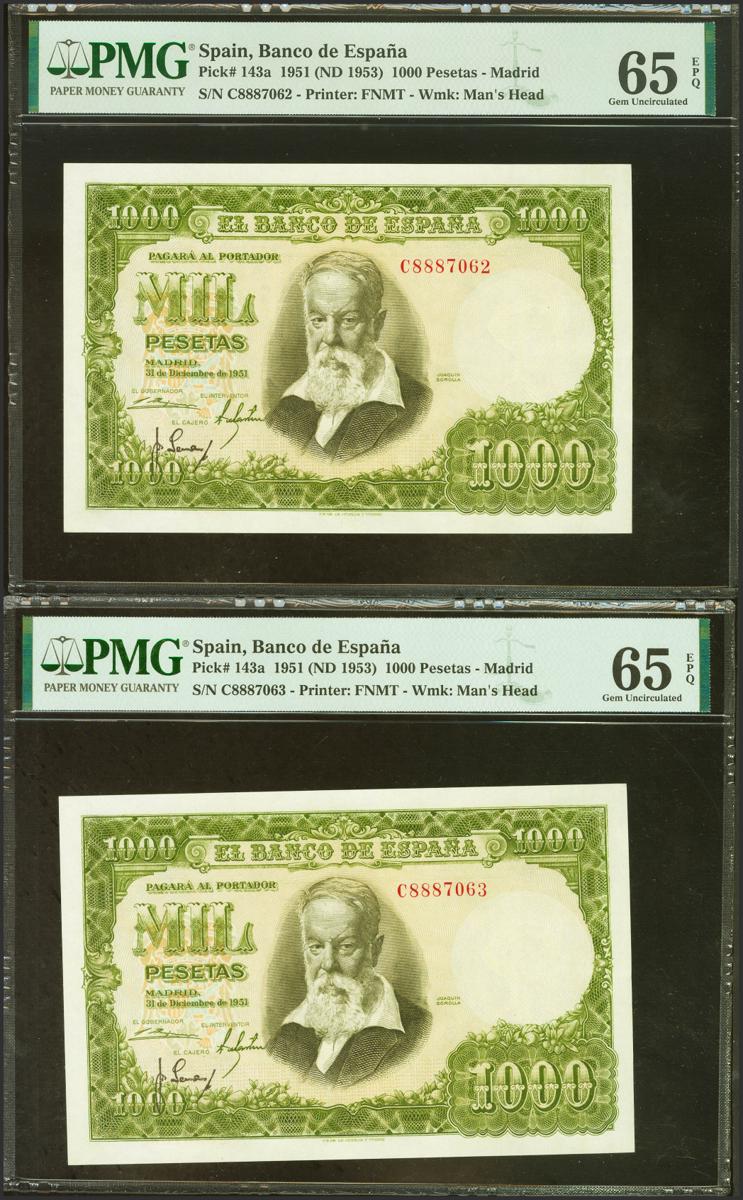 PMG®
PAPER MONEY GUARANTY
Spain, Banco de España
Pick# 143a 1951 (ND 1953) 1000 Pesetas - Madrid
S/N C8887062 - Printer: FNMT - Wmk: Man's Head
65 EPQ
Gem Uncirculated
1000 EL BANCO DE ESPAÑA 1000
PAGARÁ AL PORTADOR
C8887062
MIL
PESETAS
MADRID,
31 de Diciembre de 1951
JOAQUIN
SOROLLA
EL GOBERNADOR
EL INTERVENTOR
EL CAJERO
1000
1000
PMG®
PAPER MONEY GUARANTY
Spain, Banco de España
Pick# 143a 1951 (ND 1953) 1000 Pesetas - Madrid
S/N C8887063 - Printer: FNMT - Wmk: Man's Head
65 EPQ
Gem Uncirculated
1000 EL BANCO DE ESPAÑA 1000
PAGARÁ AL PORTADOR
C8887063
MIL
PESETAS
MADRID,
31 de Diciembre de 1951
JOAQUIN
SOROLLA
EL GOBERNADOR
EL INTERVENTOR
EL CAJERO
1000
1000